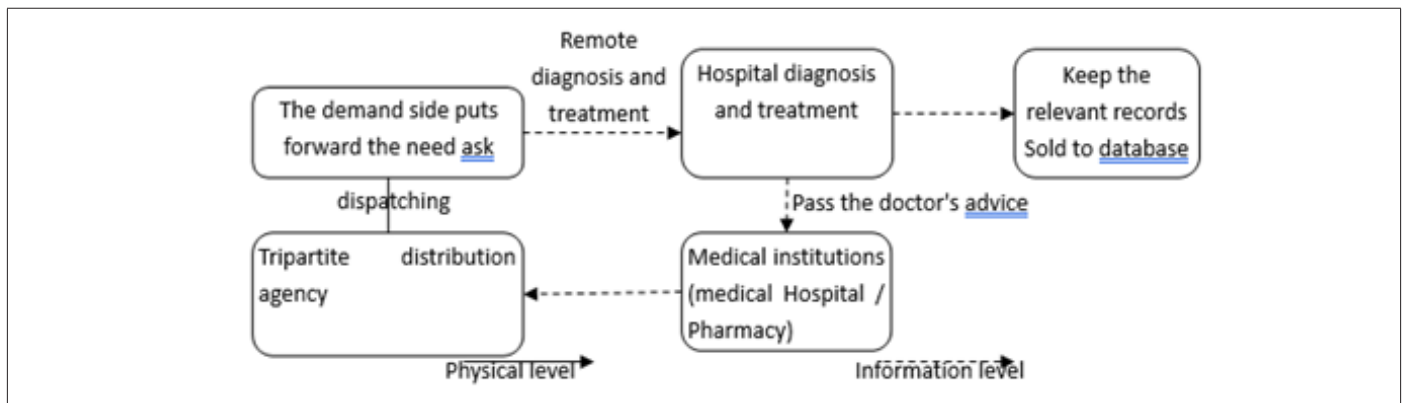 Remote
diagnosis and
treatment
The demand side puts
forward the need ask
Hospital diagnosis
and treatment
Keep the
relevant records
Sold to database
dispatching
Pass the doctor's advice
Tripartite distribution
agency
Medical institutions
(medical Hospital /
Pharmacy)
Physical level
Information level